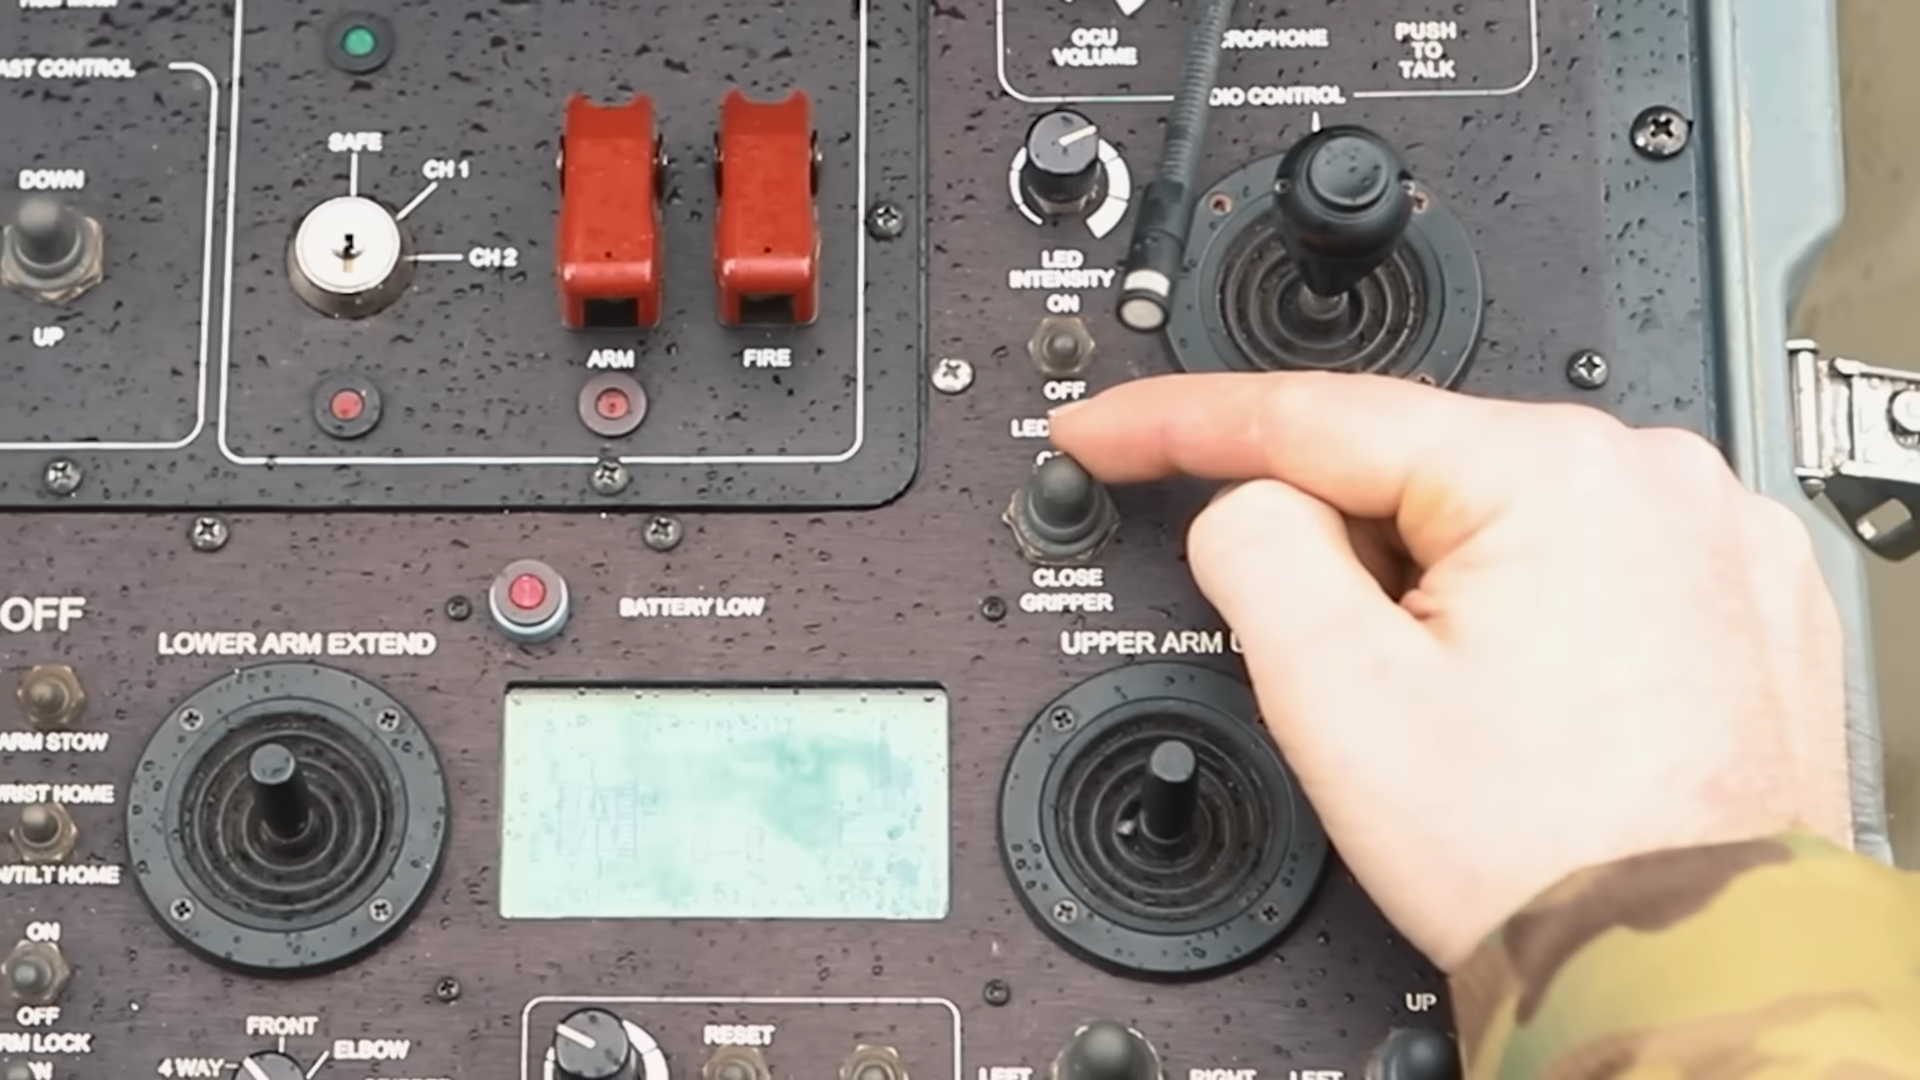 AST CONTROL
DOWN
UP
SAFE
CH 1
CH 2
ARM
FIRE
OCU
VOLUME
ROPHONE
PUSH
TO
TALK
DIO CONTROL
LED
INTENSITY
ON
OFF
LED
CLOSE
GRIPPER
BATTERY LOW
OFF
LOWER ARM EXTEND
UPPER ARM U
ARM STOW
WRIST HOME
N/TILT HOME
ON
OFF
RM LOCK
FRONT
4 WAY
ELBOW
RESET
LEFT
RIGHT
LEFT
UP